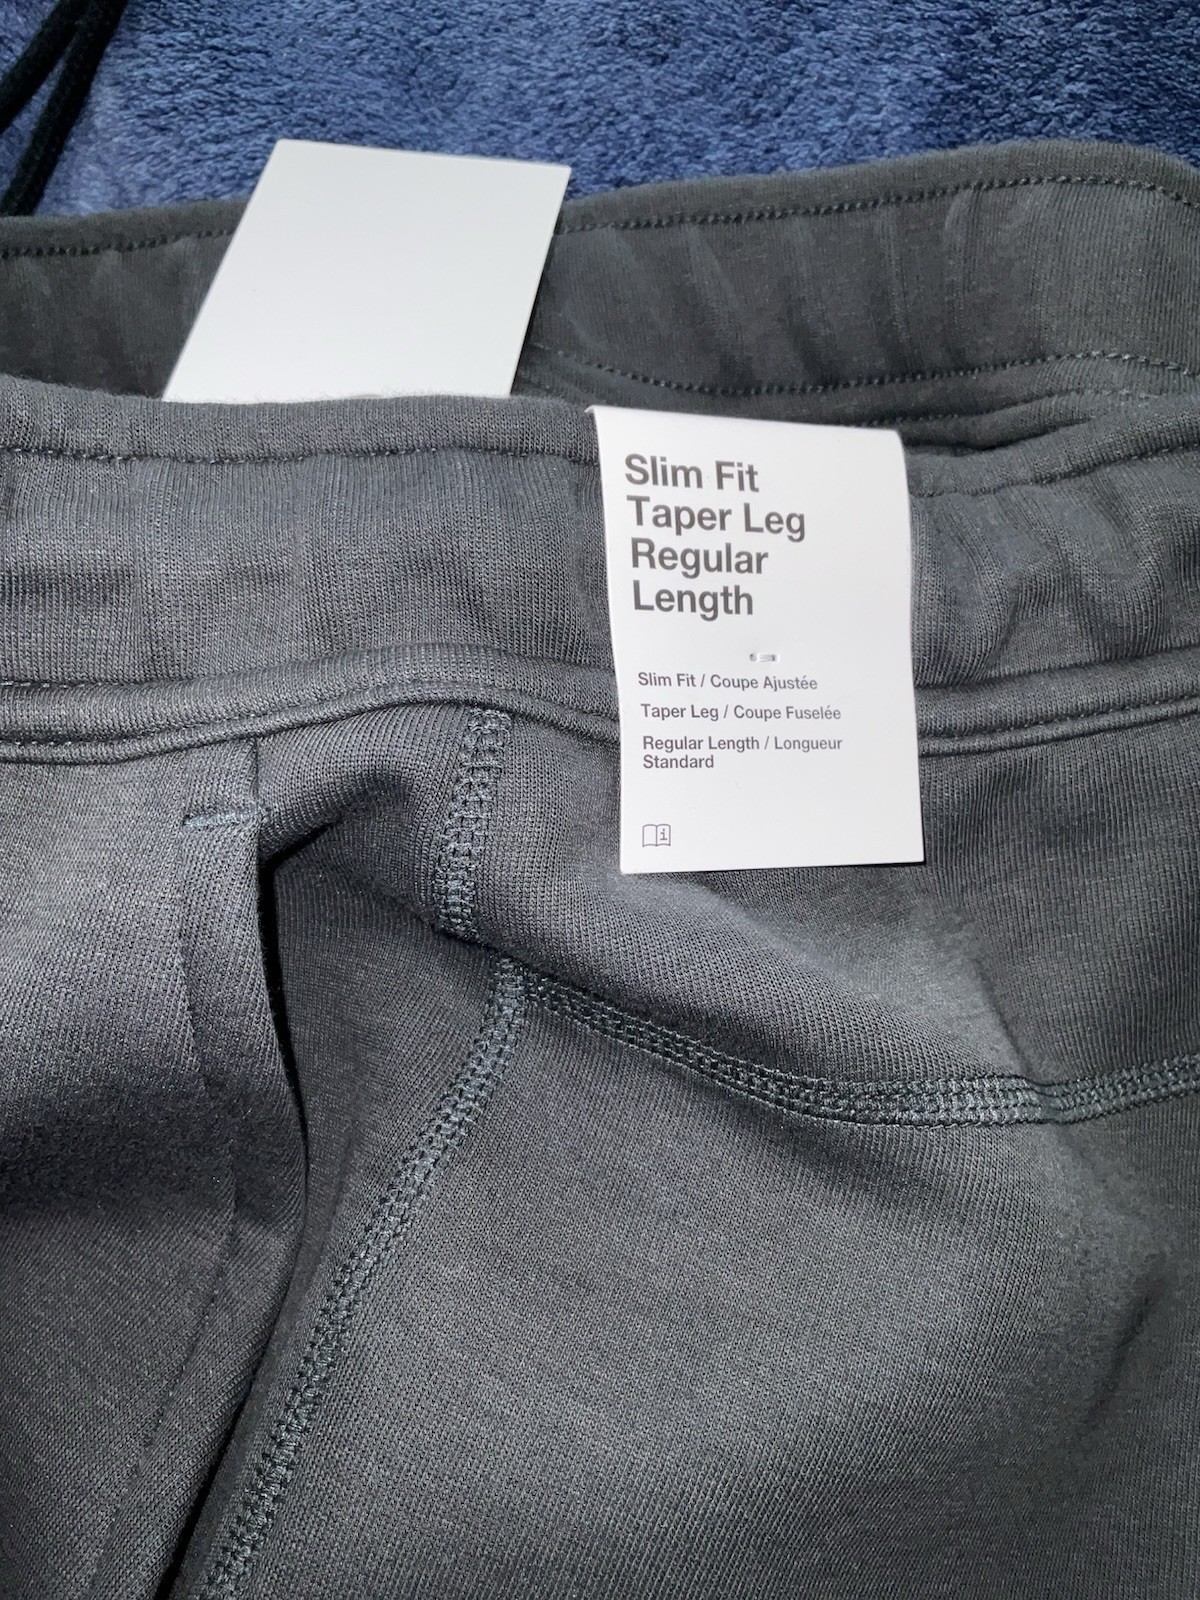 Slim Fit
Taper Leg
Regular
Length
Slim Fit / Coupe Ajustée
Taper Leg / Coupe Fuselée
Regular Length / Longueur
Standard
i